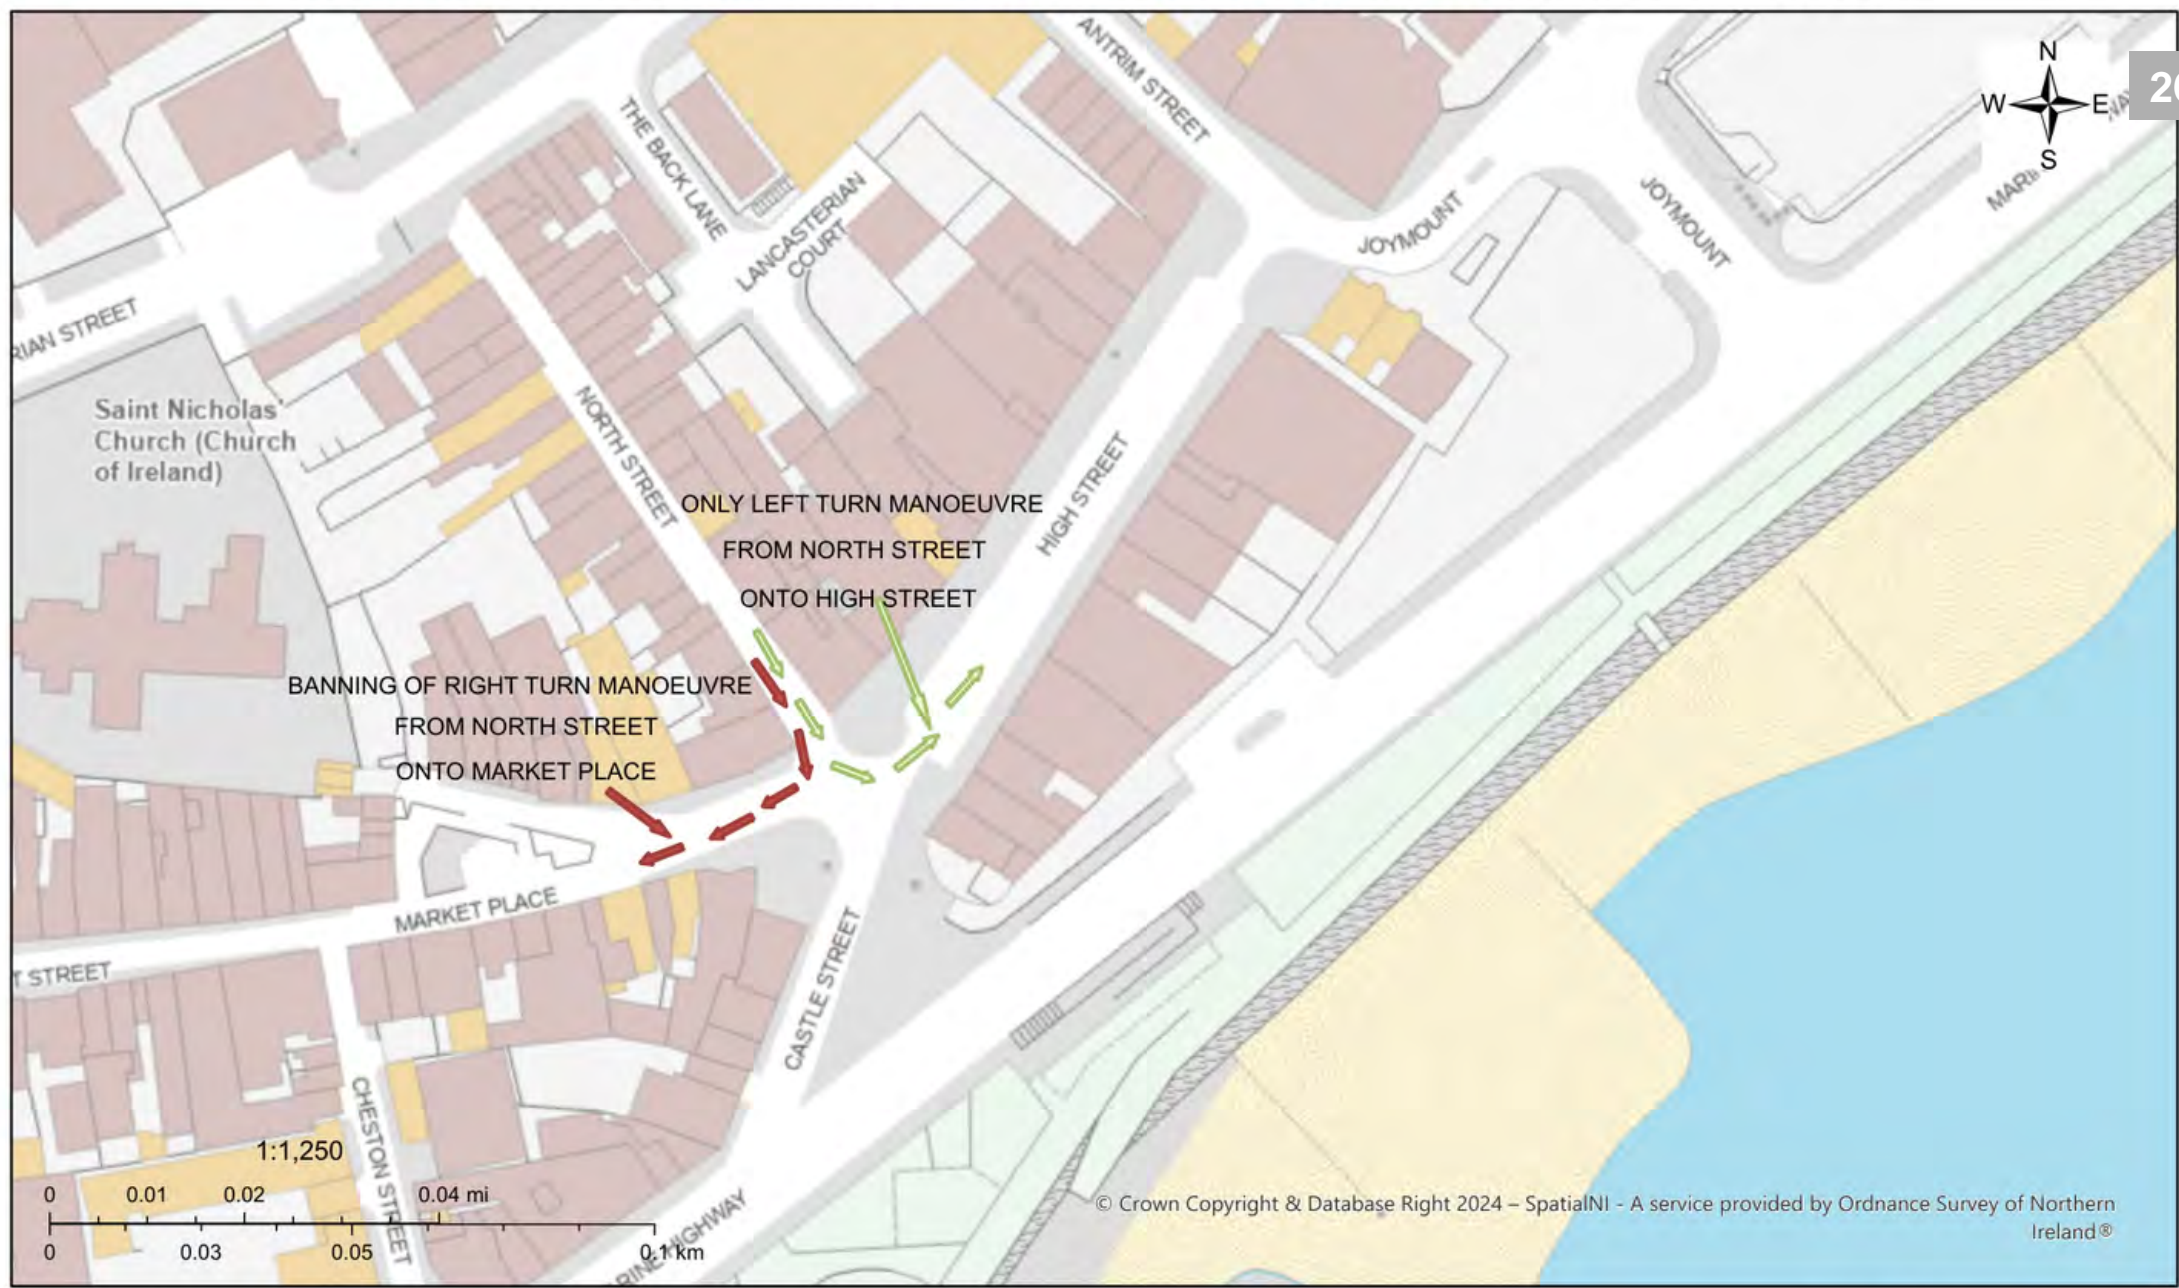 ANTRIM STREET
N
W
E
S
20
THE BACK LANE
LANCASTERIAN
COURT
JOYMOUNT
JOYMOUNT
RIAN STREET
Saint Nicholas'
Church (Church
of Ireland)
NORTH STREET
HIGH STREET
ONLY LEFT TURN MANOEUVRE
FROM NORTH STREET
ONTO HIGH STREET
BANNING OF RIGHT TURN MANOEUVRE
FROM NORTH STREET
ONTO MARKET PLACE
MARKET PLACE
T STREET
CASTLE STREET
CHESTON STREET
RINE HIGHWAY
1:1,250
0 0.01 0.02 0.04 mi
0 0.03 0.05 0.1 km
© Crown Copyright & Database Right 2024 – SpatialNI - A service provided by Ordnance Survey of Northern
Ireland®